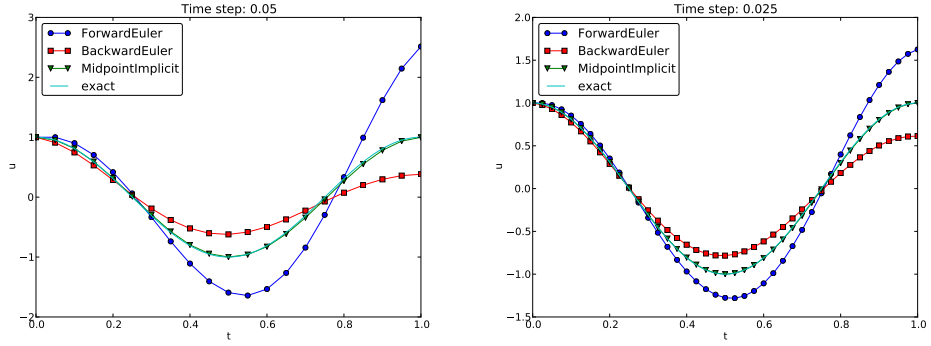 Time step: 0.05
3
2
1
0
−1
−2
u
ForwardEuler
BackwardEuler
MidpointImplicit
exact
0.0 0.2 0.4 0.6 0.8 1.0
t
Time step: 0.025
2.0
1.5
1.0
0.5
0.0
−0.5
−1.0
−1.5
u
ForwardEuler
BackwardEuler
MidpointImplicit
exact
0.0 0.2 0.4 0.6 0.8 1.0
t